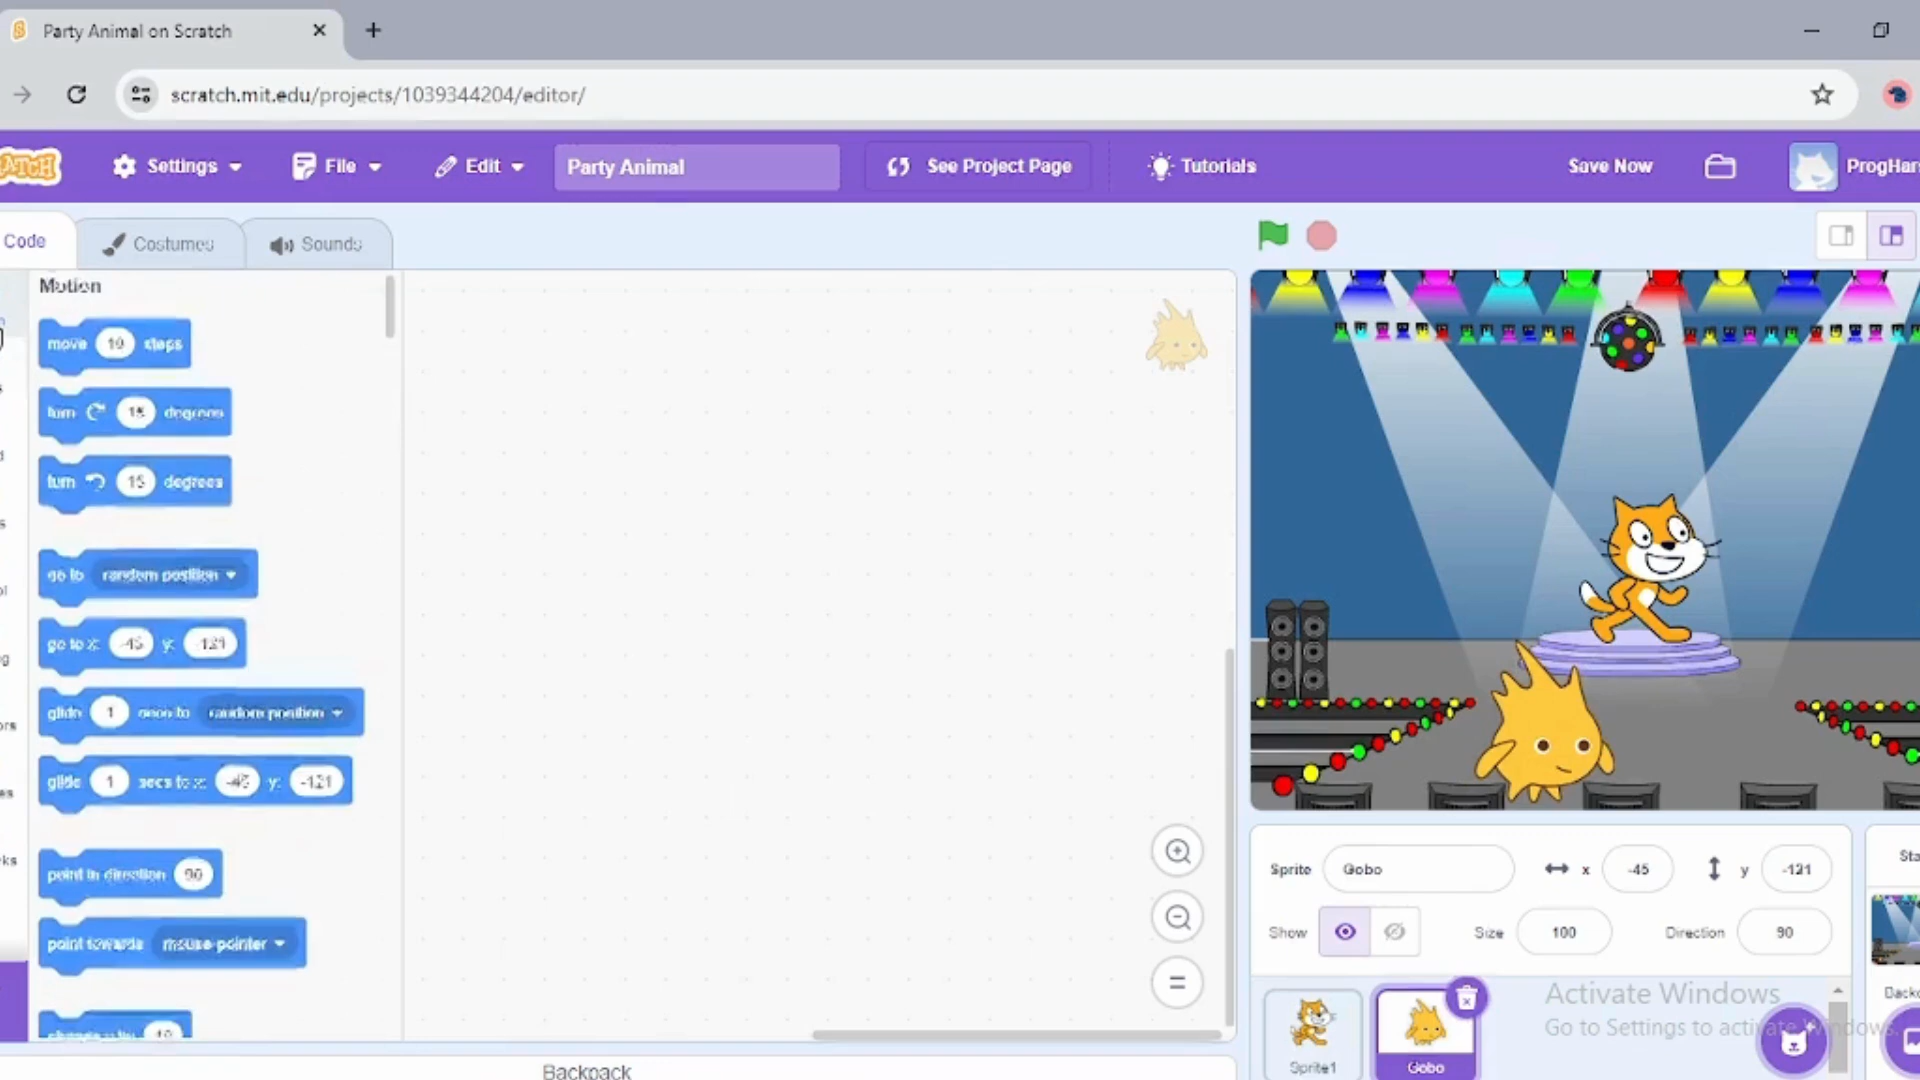 Party Animal on Scratch
scratch.mit.edu/projects/1039344204/editor/
Settings
File
Edit
Party Animal
See Project Page
Tutorials
Save Now
ProgHars
Code
Costumes
Sounds
Motion
move 10 steps
turn 15 degrees
turn 15 degrees
go to random position
go to x: -45 y: -121
glide 1 secs to random position
glide 1 secs to x: -45 y: -121
point in direction 90
point towards mouse-pointer
change x by 10
Backpack
Sprite Gobo x -45 y -121
Show Size 100 Direction 90
Sprite1
Gobo
Activate Windows
Go to Settings to activate Windows.